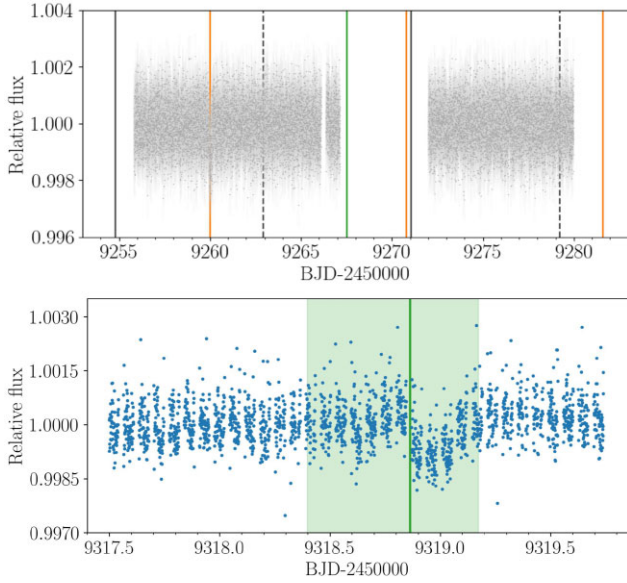 1.004
1.002
1.000
0.998
0.996
Relative flux
9255 9260 9265 9270 9275 9280
BJD-2450000
1.0030
1.0015
1.0000
0.9985
0.9970
Relative flux
9317.5 9318.0 9318.5 9319.0 9319.5
BJD-2450000